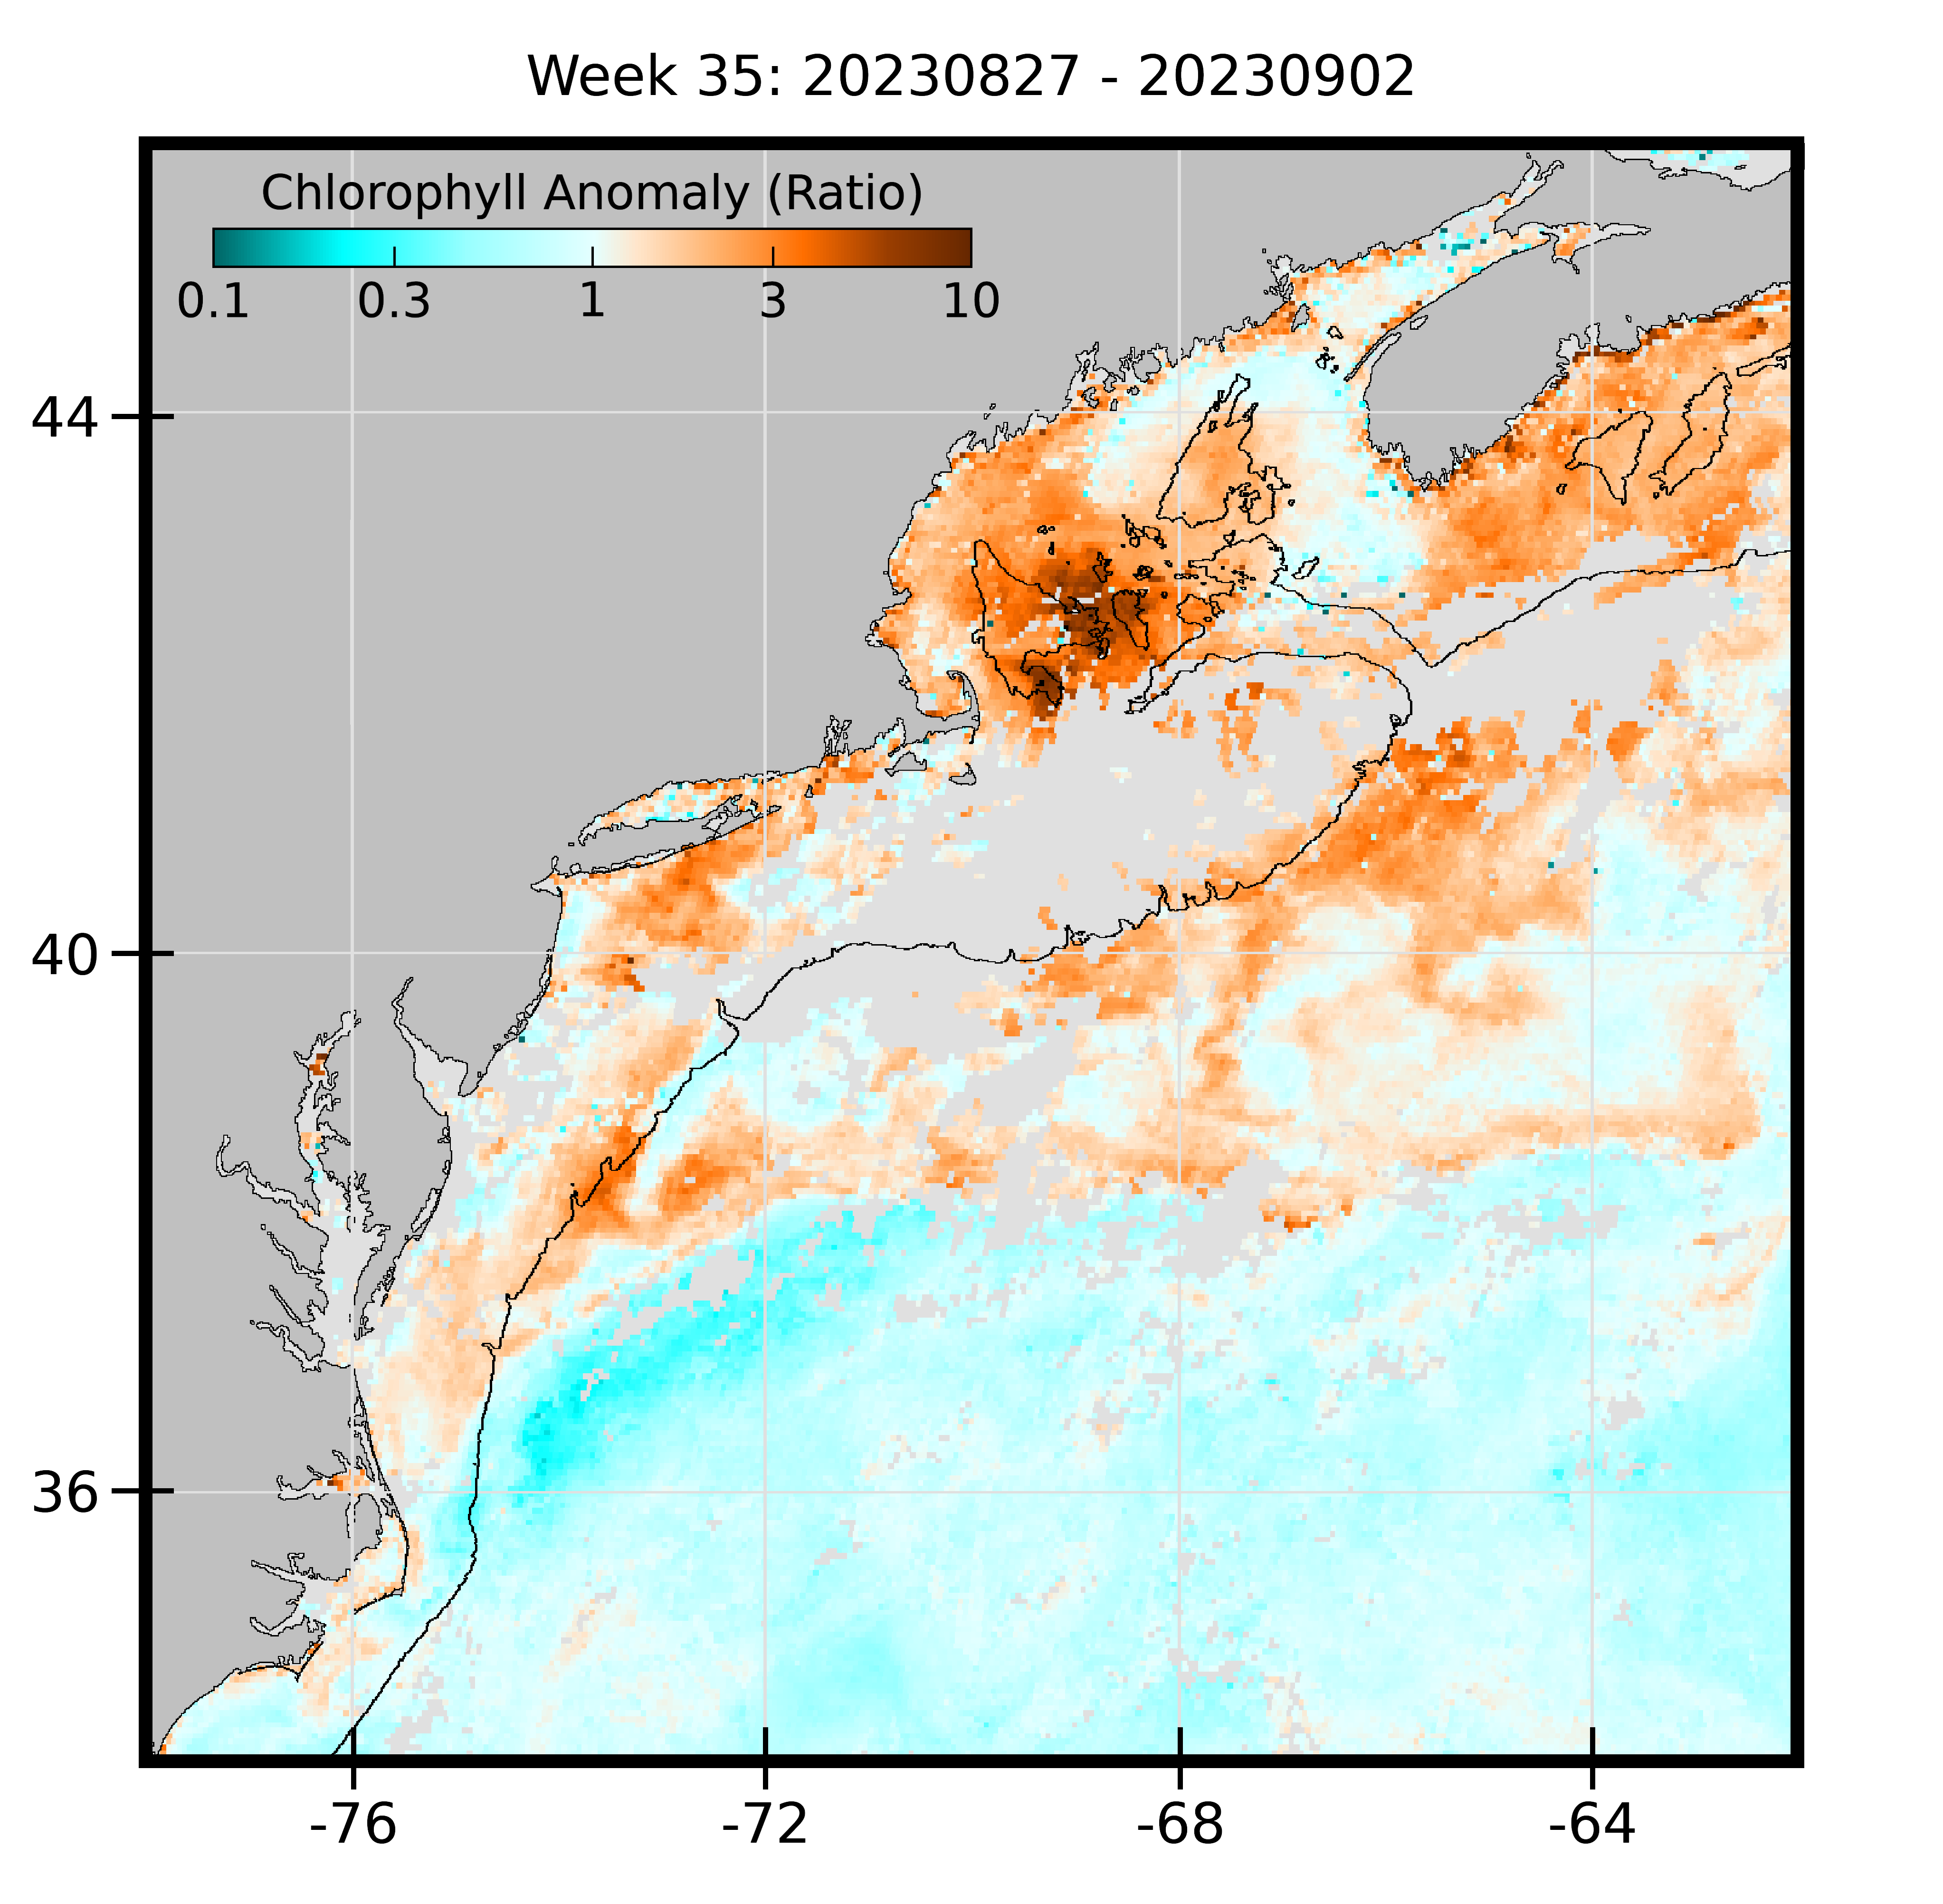 Week 35: 20230827 - 20230902
Chlorophyll Anomaly (Ratio)
0.1 0.3 1 3 10
44
40
36
-76 -72 -68 -64